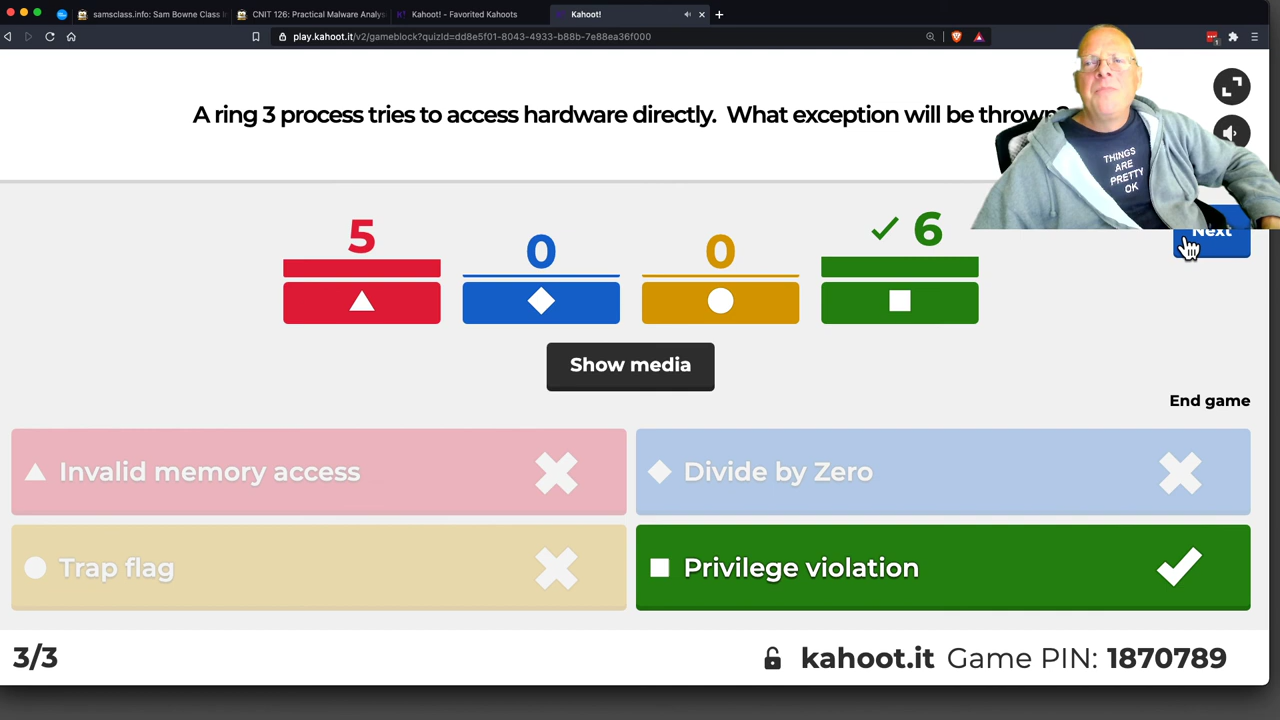 samsclass.info: Sam Bowne Class
CNIT 126: Practical Malware Analys
Kahoot! - Favorited Kahoots
Kahoot!
play.kahoot.it/v2/gameblock?quizId=dd8e5f01-8043-4933-b88b-7e88ea36f000
A ring 3 process tries to access hardware directly. What exception will be thrown?
THINGS
ARE
PRETTY
OK
5
0
0
6
Next
Show media
End game
Invalid memory access
Divide by Zero
Trap flag
Privilege violation
3/3
kahoot.it Game PIN: 1870789